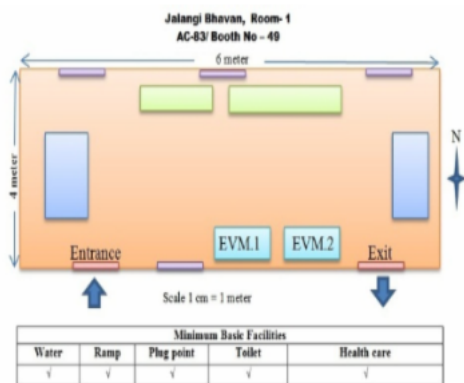 Jalangi Bhavan, Room- 1
AC-83/ Booth No – 49
6 meter
4 meter
N
EVM.1 EVM.2
Entrance Exit
Scale 1 cm = 1 meter
Minimum Basic Facilities
Water Ramp Plug point Toilet Health care
√ √ √ √ √